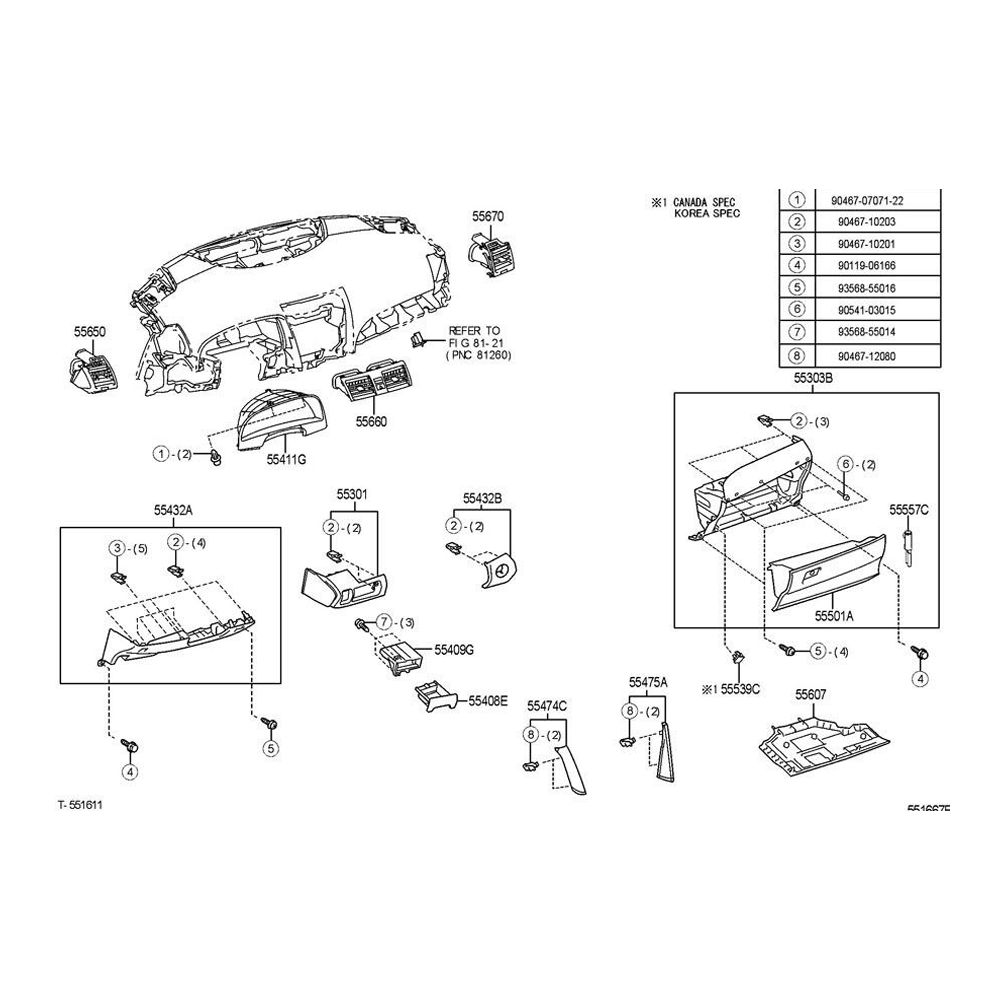 ※1 CANADA SPEC
KOREA SPEC
1 90467-07071-22
2 90467-10203
3 90467-10201
4 90119-06166
5 93568-55016
6 90541-03015
7 93568-55014
8 90467-12080
55670
55650
REFER TO
FIG 81-21
(PNC 81260)
55660
1-(2)
55411G
55303B
2-(3)
6-(2)
55557C
55501A
5-(4)
4
※1 55539C
55432A
3-(5)
2-(4)
4
5
55301
2-(2)
55432B
2-(2)
7-(3)
55409G
55408E
55474C
8-(2)
55475A
8-(2)
55607
T-551611
551667F